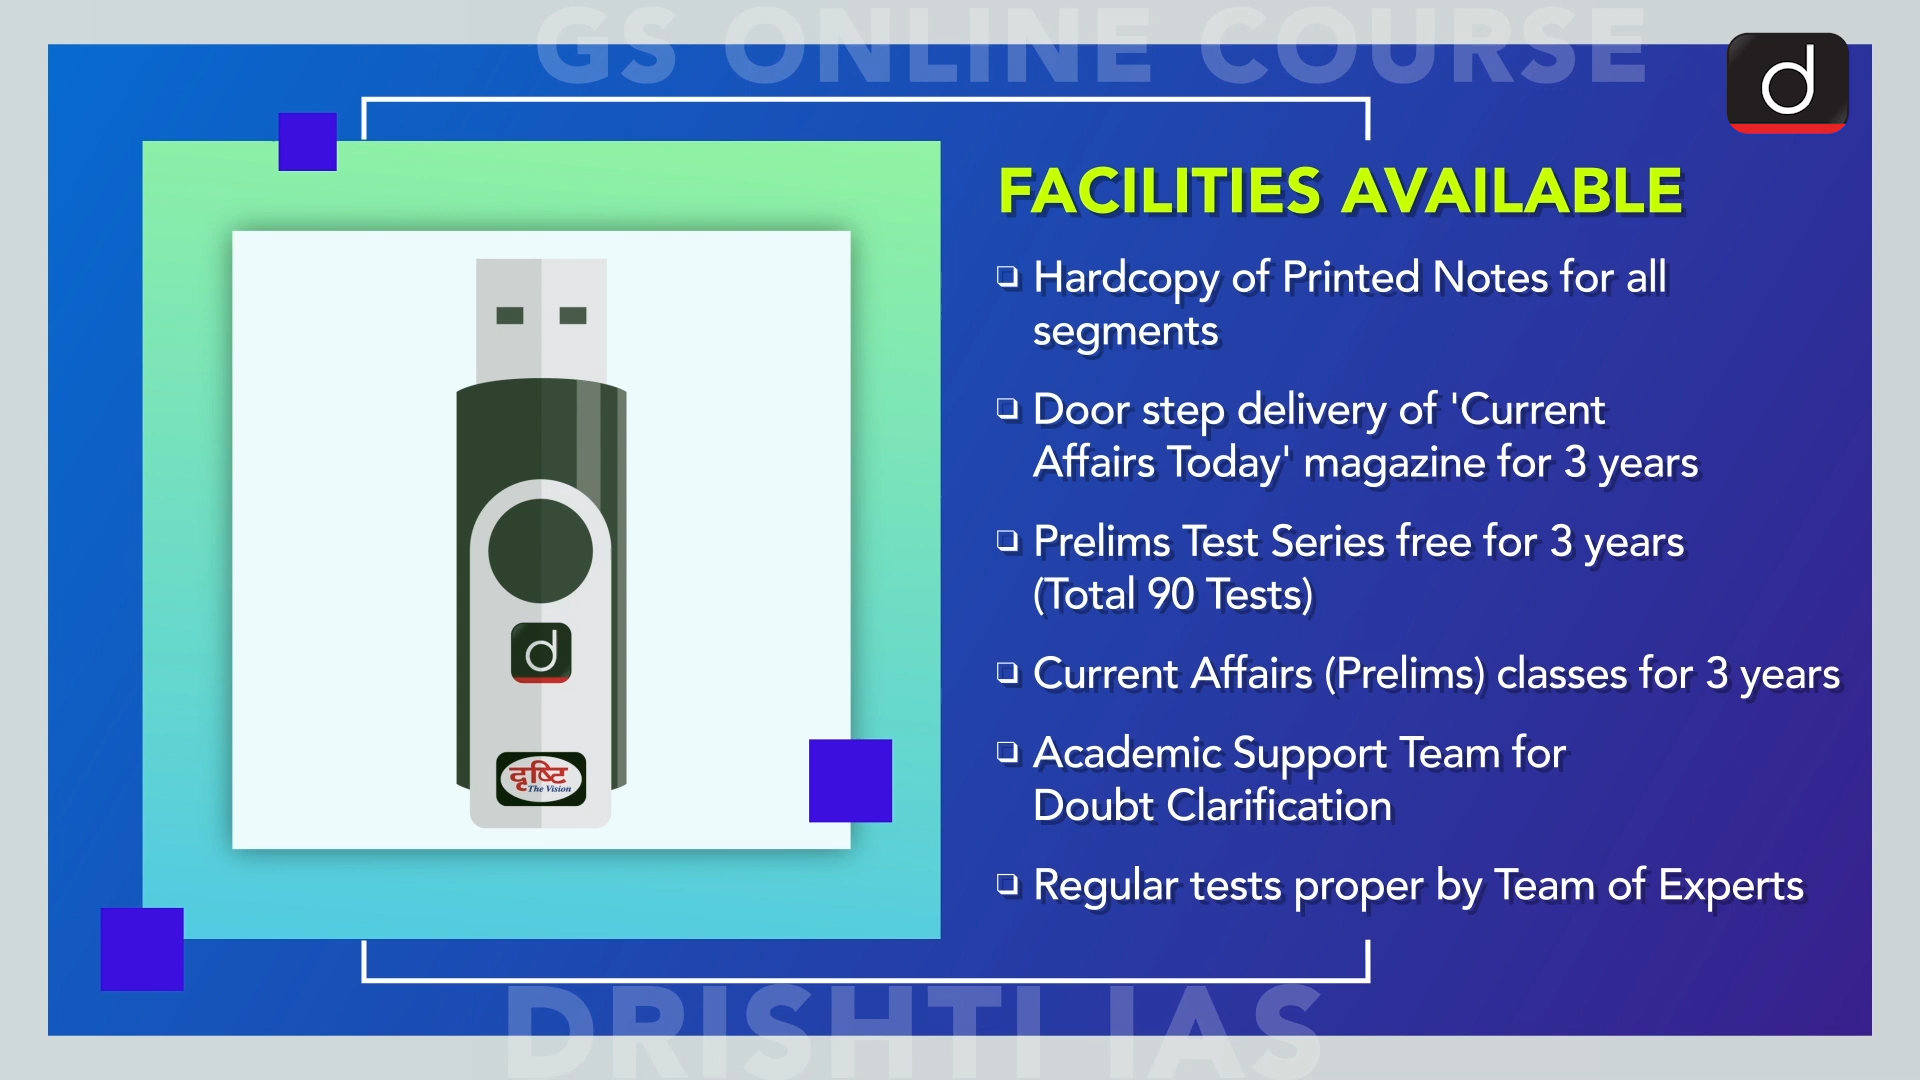 GS ONLINE COURSE
d
FACILITIES AVAILABLE
❏ Hardcopy of Printed Notes for all
segments
❏ Door step delivery of 'Current
Affairs Today' magazine for 3 years
❏ Prelims Test Series free for 3 years
(Total 90 Tests)
❏ Current Affairs (Prelims) classes for 3 years
❏ Academic Support Team for
Doubt Clarification
❏ Regular tests proper by Team of Experts
d
दृष्टि
The Vision
DRISHTI IAS